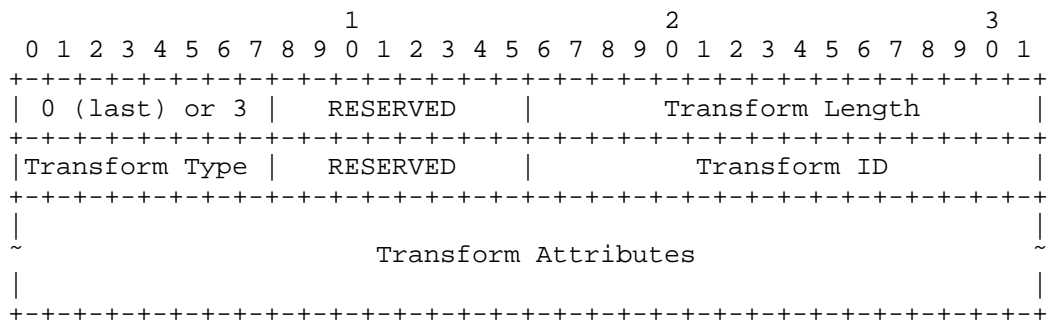 1                   2                   3
 0 1 2 3 4 5 6 7 8 9 0 1 2 3 4 5 6 7 8 9 0 1 2 3 4 5 6 7 8 9 0 1
+-+-+-+-+-+-+-+-+-+-+-+-+-+-+-+-+-+-+-+-+-+-+-+-+-+-+-+-+-+-+-+-+
| 0 (last) or 3 |   RESERVED    |        Transform Length       |
+-+-+-+-+-+-+-+-+-+-+-+-+-+-+-+-+-+-+-+-+-+-+-+-+-+-+-+-+-+-+-+-+
|Transform Type |   RESERVED    |          Transform ID         |
+-+-+-+-+-+-+-+-+-+-+-+-+-+-+-+-+-+-+-+-+-+-+-+-+-+-+-+-+-+-+-+-+
|                                                               |
~                      Transform Attributes                     ~
|                                                               |
+-+-+-+-+-+-+-+-+-+-+-+-+-+-+-+-+-+-+-+-+-+-+-+-+-+-+-+-+-+-+-+-+